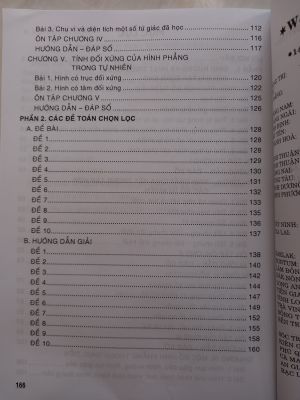 Bài 3. Chu vi và diện tích một số tứ giác đã học 112
ÔN TẬP CHƯƠNG IV 116
HƯỚNG DẪN – ĐÁP SỐ 117
CHƯƠNG V. TÍNH ĐỐI XỨNG CỦA HÌNH PHẲNG
TRONG TỰ NHIÊN
Bài 1. Hình có trục đối xứng 120
Bài 2. Hình có tâm đối xứng 122
ÔN TẬP CHƯƠNG V 125
HƯỚNG DẪN – ĐÁP SỐ 126
PHẦN 2. CÁC ĐỀ TOÁN CHỌN LỌC 128
A. ĐỀ BÀI 128
ĐỀ 1 128
ĐỀ 2 128
ĐỀ 3 129
ĐỀ 4 130
ĐỀ 5 131
ĐỀ 6 132
ĐỀ 7 133
ĐỀ 8 135
ĐỀ 9 136
ĐỀ 10 137
B. HƯỚNG DẪN GIẢI
ĐỀ 1 138
ĐỀ 2 140
ĐỀ 3 142
ĐỀ 4 144
ĐỀ 5 147
ĐỀ 6 149
ĐỀ 7 152
ĐỀ 8 155
ĐỀ 9 158
ĐỀ 10 160
166